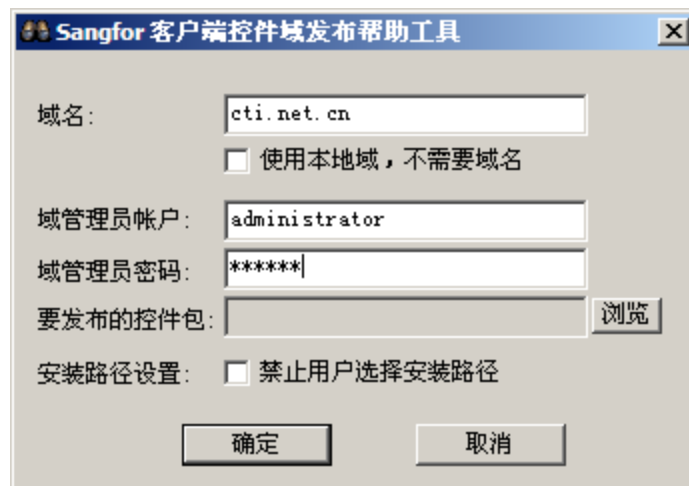 Sangfor 客户端控件域发布帮助工具
域名: cti.net.cn
使用本地域，不需要域名
域管理员帐户: administrator
域管理员密码: ******
要发布的控件包: 浏览
安装路径设置: 禁止用户选择安装路径
确定 取消